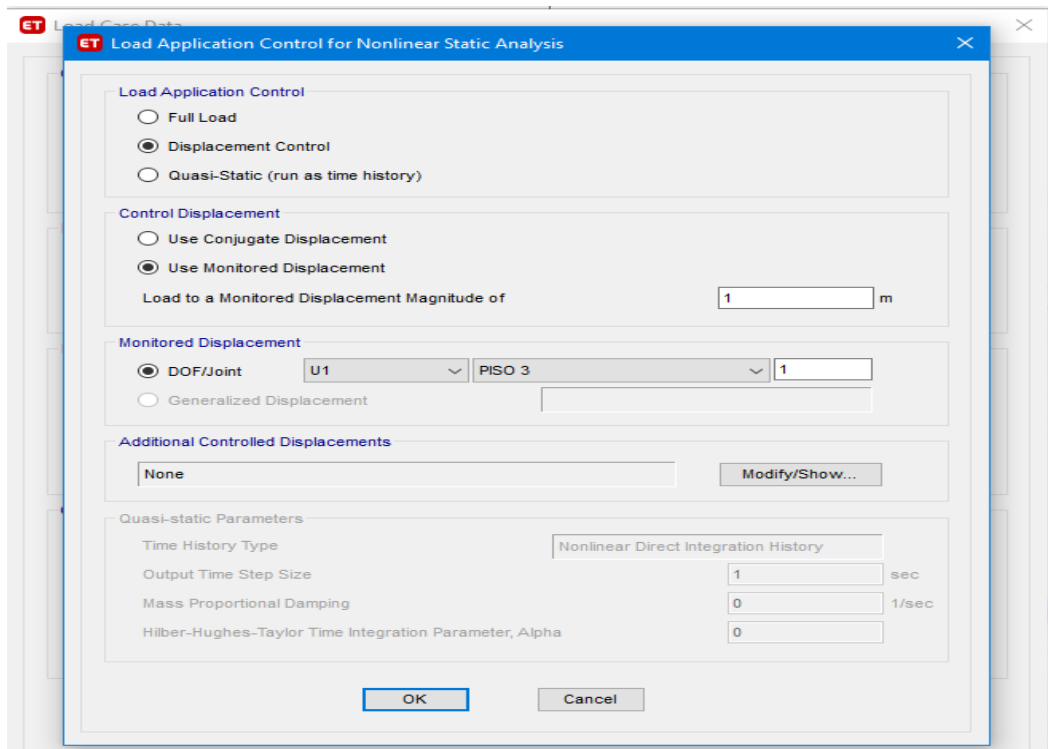 ET Load Case Data
ET Load Application Control for Nonlinear Static Analysis
Load Application Control
Full Load
Displacement Control
Quasi-Static (run as time history)
Control Displacement
Use Conjugate Displacement
Use Monitored Displacement
Load to a Monitored Displacement Magnitude of 1 m
Monitored Displacement
DOF/Joint U1 PISO 3 1
Generalized Displacement
Additional Controlled Displacements
None Modify/Show...
Quasi-static Parameters
Time History Type Nonlinear Direct Integration History
Output Time Step Size 1 sec
Mass Proportional Damping 0 1/sec
Hilber-Hughes-Taylor Time Integration Parameter, Alpha 0
OK Cancel